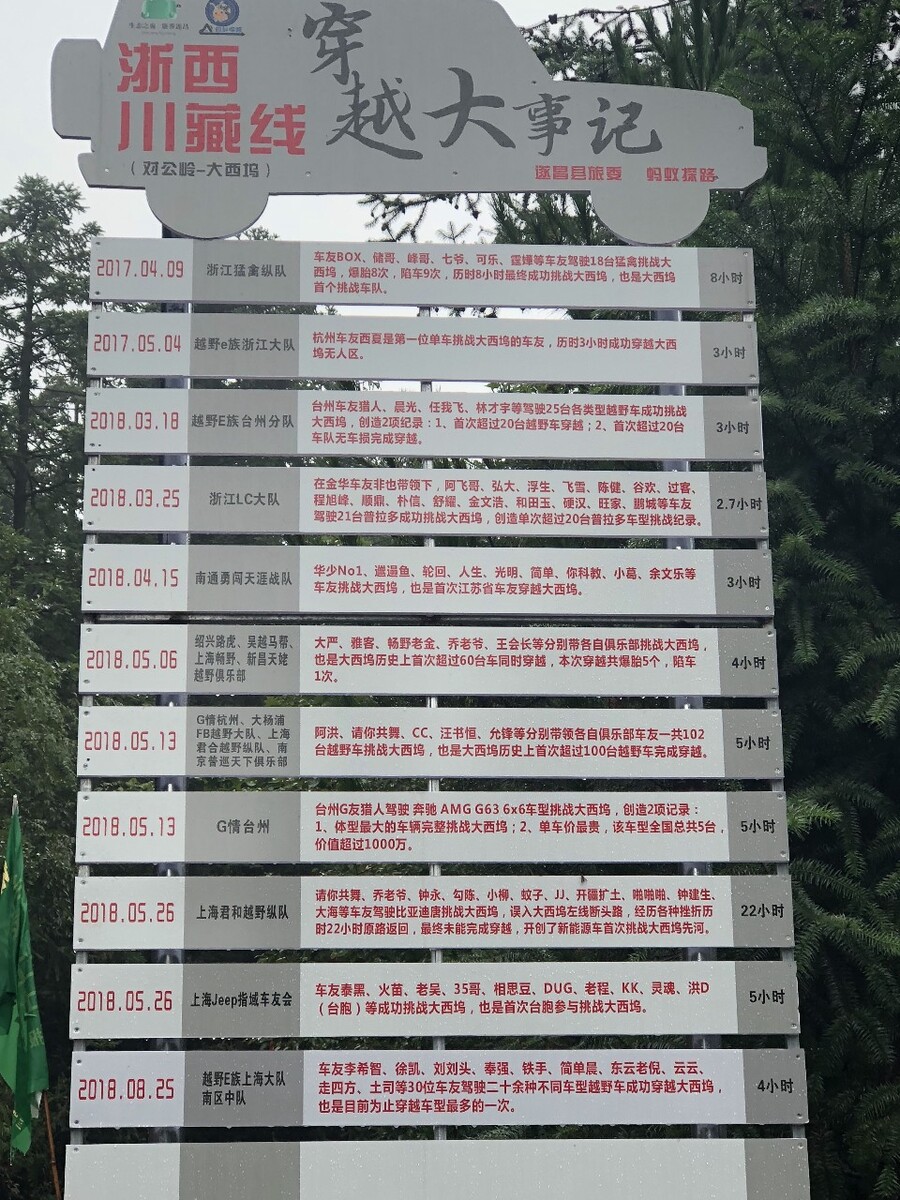 生态之旅
浙西
川藏线
(对公岭-大西坞)
穿越大事记
遂昌县旅委 蚂蚁探路
2017.04.09
浙江猛禽纵队
车友BOX、储哥、峰哥、七爷、可乐、霆婶等车友驾驶18台猛禽挑战大
西坞，爆胎8次，陷车9次，历时8小时最终成功挑战大西坞，也是大西坞
首个挑战车队。
8小时
2017.05.04
越野e族浙江大队
杭州车友西夏是第一位单车挑战大西坞的车友，历时3小时成功穿越大西
坞无人区。
3小时
2018.03.18
越野E族台州分队
台州车友猎人、晨光、任我飞、林才宇等驾驶25台各类型越野车成功挑战
大西坞，创造2项纪录：1、首次超过20台越野车穿越；2、首次超过20台
车队无车损完成穿越。
3小时
2018.03.25
浙江LC大队
在金华车友非也带领下，阿飞哥、弘大、浮生、飞雪、陈健、谷欢、过客、
程旭峰、顺鼎、朴信、舒耀、金文浩、和田玉、硬汉、旺家、鹏城等车友
驾驶21台普拉多成功挑战大西坞，创造单次超过20台普拉多车型挑战纪录。
2.7小时
2018.04.15
南通勇闯天涯战队
华少No1、邋遢鱼、轮回、人生、光明、简单、你科教、小葛、余文乐等
车友挑战大西坞，也是首次江苏省车友穿越大西坞。
3小时
2018.05.06
绍兴路虎、吴越马帮、
上海畅野、新昌天姥
越野俱乐部
大严、雅客、畅野老金、乔老爷、王会长等分别带各自俱乐部挑战大西坞，
也是大西坞历史上首次超过60台车同时穿越，本次穿越共爆胎5个，陷车
1次。
4小时
2018.05.13
G情杭州、大杨浦
FB越野大队、上海
君合越野纵队、南
京普巡天下俱乐部
阿洪、请你共舞、CC、汪书恒、允锋等分别带领各自俱乐部车友一共102
台越野车挑战大西坞，也是大西坞历史上首次超过100台越野车完成穿越。
5小时
2018.05.13
G情台州
台州G友猎人驾驶 奔驰 AMG G63 6x6车型挑战大西坞，创造2项记录：
1、体型最大的车辆完整挑战大西坞；2、单车价最贵，该车型全国总共5台，
价值超过1000万。
5小时
2018.05.26
上海君和越野纵队
请你共舞、乔老爷、钟永、勾陈、小柳、蚊子、JJ、开疆扩土、啪啪啪、钟建生、
大海等车友驾驶比亚迪唐挑战大西坞，误入大西坞左线断头路，经历各种挫折历
时22小时原路返回，最终未能完成穿越，开创了新能源车首次挑战大西坞先河。
22小时
2018.05.26
上海Jeep指域车友会
车友泰黑、火苗、老吴、35哥、相思豆、DUG、老程、KK、灵魂、洪D
（台胞）等成功挑战大西坞，也是首次台胞参与挑战大西坞。
5小时
2018.08.25
越野E族上海大队
南区中队
车友李希智、徐凯、刘刘头、奉强、铁手、简单晨、东云老倪、云云、
走四方、土司等30位车友驾驶二十余种不同车型越野车成功穿越大西坞，
也是目前为止穿越车型最多的一次。
4小时